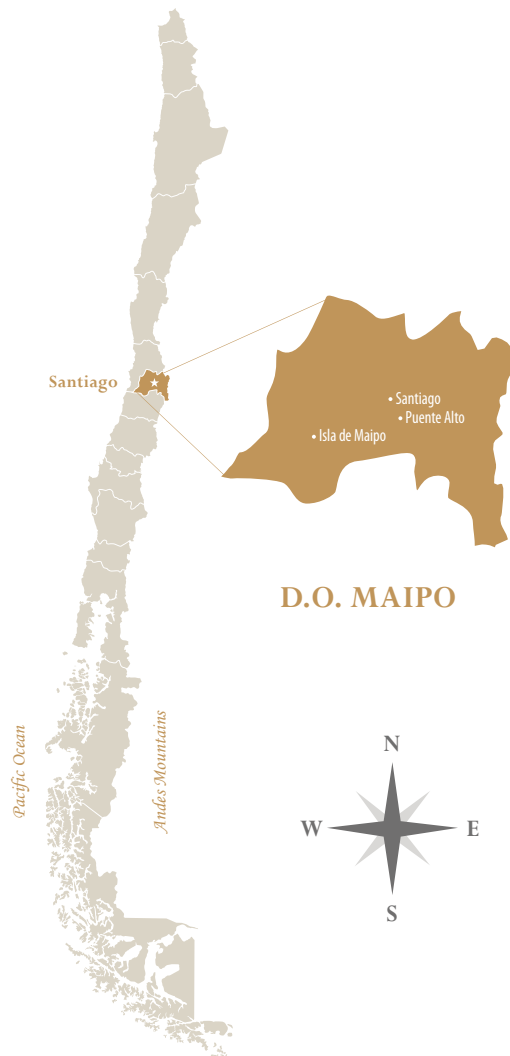 Santiago
• Santiago
• Puente Alto
• Isla de Maipo
D.O. MAIPO
Pacific Ocean
Andes Mountains
N
W
E
S